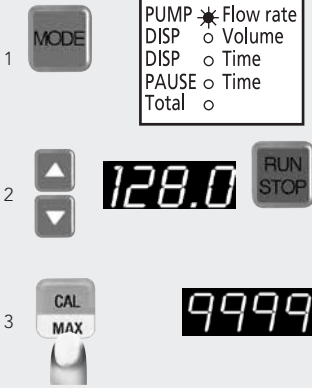 PUMP Flow rate
DISP Volume
DISP Time
PAUSE Time
Total
1 MODE
2 128.0 RUN STOP
3 CAL MAX 9999